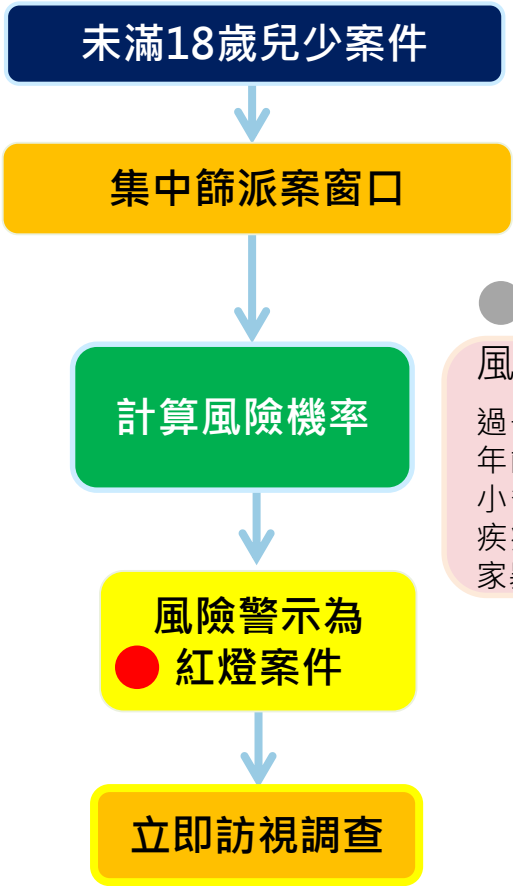 未滿18歲兒少案件
集中篩派案窗口
風
計算風險機率
過
年
小
疾
家
風險警示為
紅燈案件
立即訪視調查